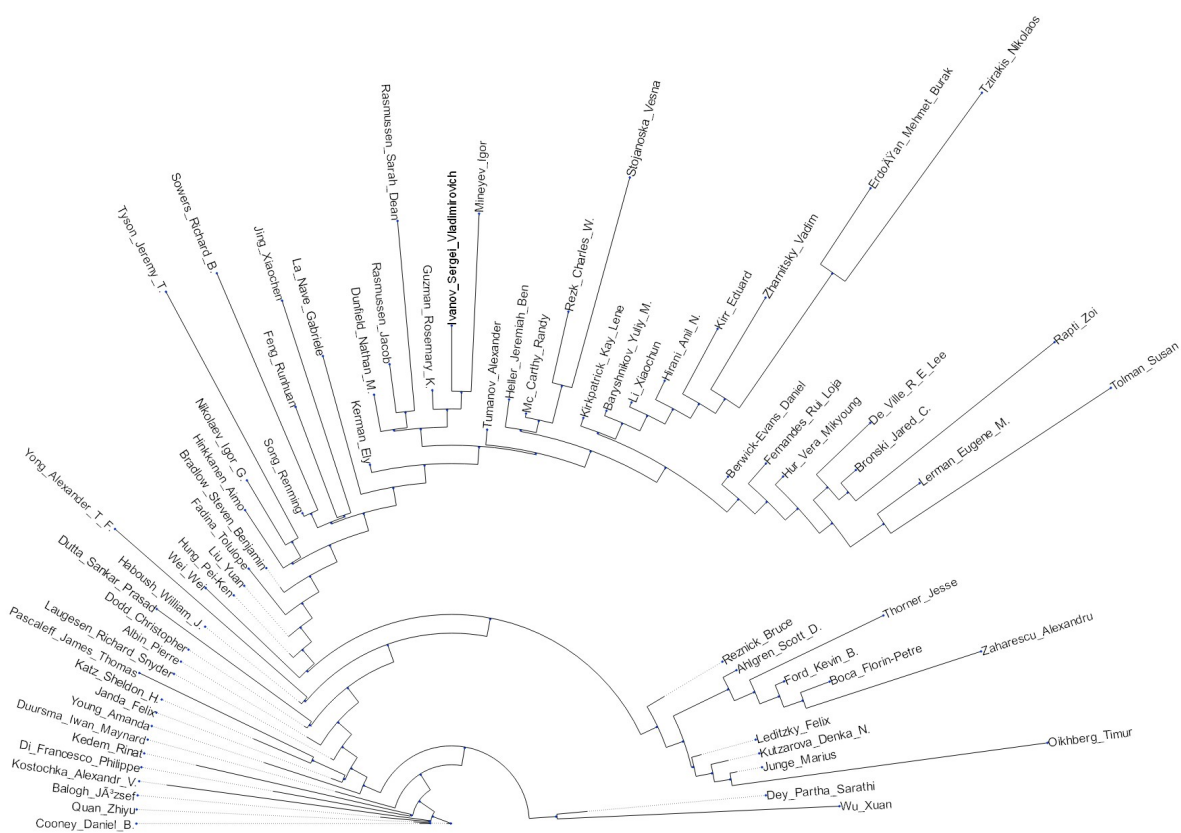 Cooney_Daniel_B.
Quan_Zhiyu
Balogh_JÃ³zsef
Kostochka_Alexandr_V.
Di_Francesco_Philippe
Kedem_Rinat
Duursma_Iwan_Maynard
Young_Amanda
Janda_Felix
Katz_Sheldon_H.
Pascaleff_James_Thomas
Laugesen_Richard_Snyder
Albin_Pierre
Dodd_Christopher
Dutta_Sankar_Prasad
Haboush_William_J.
Yong_Alexander_T_F.
Wei_Wei
Hung_Pei-Ken
Liu_Yuan
Fadina_Tolulope
Bradlow_Steven_Benjamin
Hinkkanen_Aimo
Nikolaev_Igor_G.
Tyson_Jeremy_T.
Song_Renming
Sowers_Richard_B.
Feng_Runhuan
Jing_Xiaochen
La_Nave_Gabriele
Kerman_Ely
Dunfield_Nathan_M.
Rasmussen_Jacob
Rasmussen_Sarah_Dean
Guzman_Rosemary_K.
Ivanov_Sergei_Vladimirovich
Mineyev_Igor
Tumanov_Alexander
Heller_Jeremiah_Ben
Mc_Carthy_Randy
Rezk_Charles_W.
Stojanoska_Vesna
Kirkpatrick_Kay_Lene
Baryshnikov_Yuliy_M.
Li_Xiaochun
Hirani_Anil_N.
Kirr_Eduard
Zharnitsky_Vadim
ErdoÄŸan_Mehmet_Burak
Tzirakis_Nikolaos
Berwick-Evans_Daniel
Fernandes_Rui_Loja
Hur_Vera_Mikyoung
De_Ville_R_E_Lee
Bronski_Jared_C.
Rapti_Zoi
Lerman_Eugene_M.
Tolman_Susan
Reznick_Bruce
Ahlgren_Scott_D.
Thorner_Jesse
Ford_Kevin_B.
Boca_Florin-Petre
Zaharescu_Alexandru
Leditzky_Felix
Kutzarova_Denka_N.
Junge_Marius
Oikhberg_Timur
Dey_Partha_Sarathi
Wu_Xuan